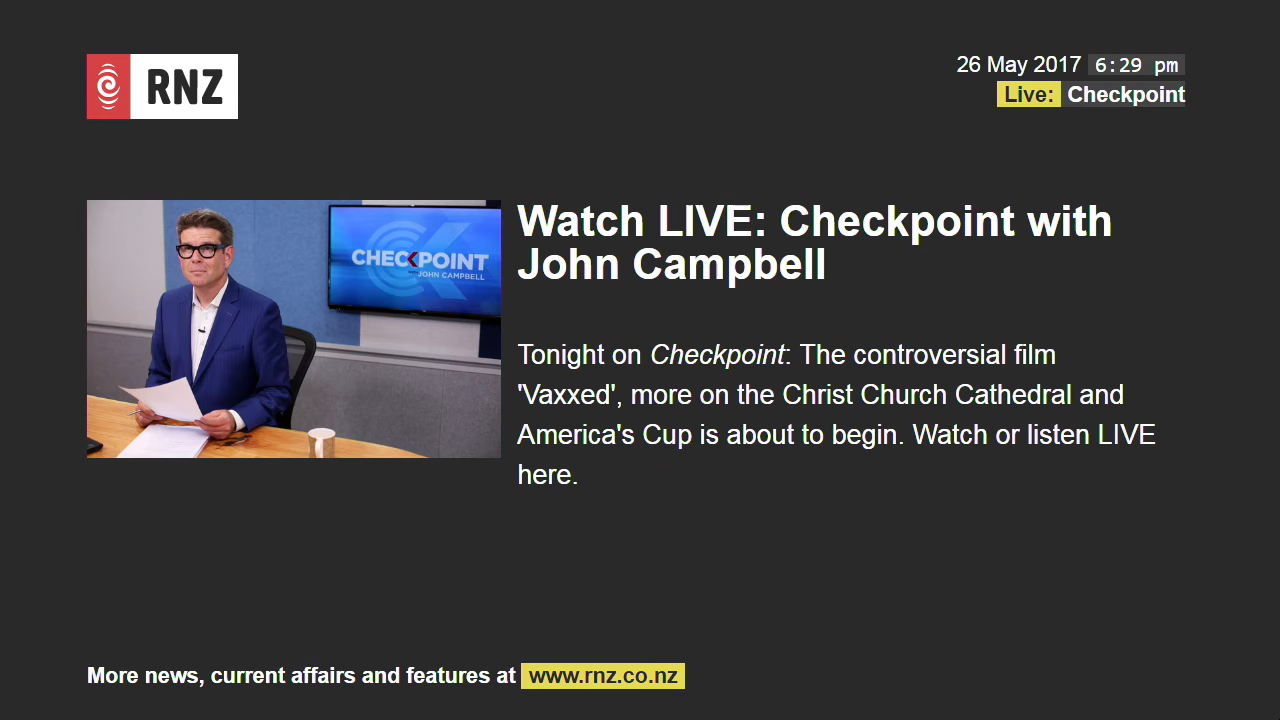 RNZ
26 May 2017 6:29 pm
Live: Checkpoint
CHECKPOINT
JOHN CAMPBELL
Watch LIVE: Checkpoint with
John Campbell
Tonight on Checkpoint: The controversial film
'Vaxxed', more on the Christ Church Cathedral and
America's Cup is about to begin. Watch or listen LIVE
here.
More news, current affairs and features at www.rnz.co.nz